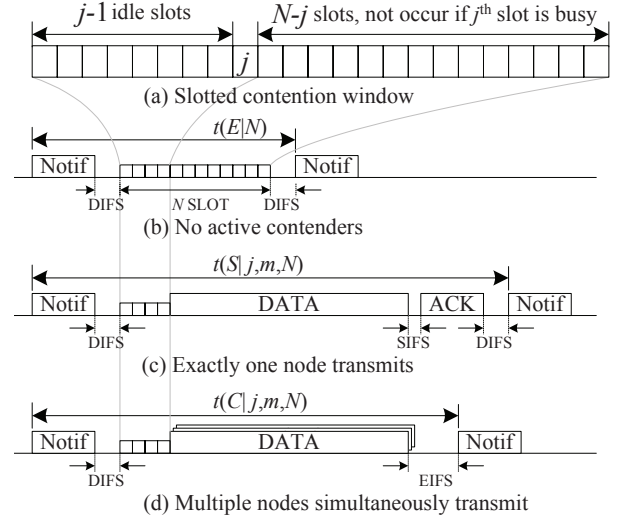 j-1 idle slots
N-j slots, not occur if jth slot is busy
j
(a) Slotted contention window
t(E|N)
Notif
Notif
DIFS
N SLOT
DIFS
(b) No active contenders
t(S| j,m,N)
Notif
DATA
ACK
Notif
DIFS
SIFS
DIFS
(c) Exactly one node transmits
t(C| j,m,N)
Notif
DATA
Notif
DIFS
EIFS
(d) Multiple nodes simultaneously transmit